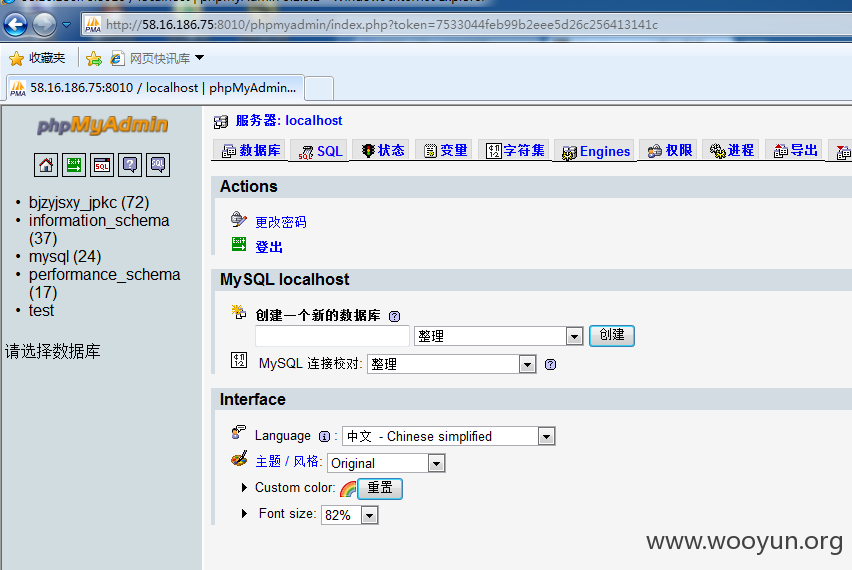 http://58.16.186.75:8010/phpmyadmin/index.php?token=7533044feb99b2eee5d26c256413141c
收藏夹 网页快讯库
58.16.186.75:8010 / localhost | phpMyAdmin...
phpMyAdmin
bjzyjsxy_jpkc (72)
information_schema
(37)
mysql (24)
performance_schema
(17)
test
请选择数据库
服务器: localhost
数据库 SQL 状态 变量 字符集 Engines 权限 进程 导出
Actions
更改密码
登出
MySQL localhost
创建一个新的数据库
整理 创建
MySQL 连接校对: 整理
Interface
Language : 中文 - Chinese simplified
主题 / 风格: Original
Custom color: 重置
Font size: 82%
www.wooyun.org